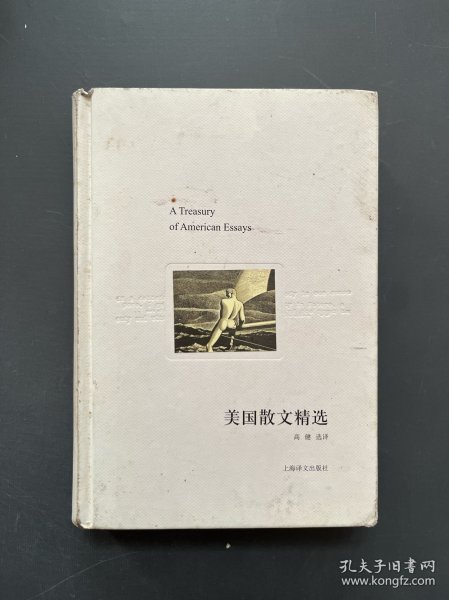 A Treasury
of American Essays
美国散文精选
高健 选译
上海译文出版社
孔夫子旧书网
www.kongfz.com